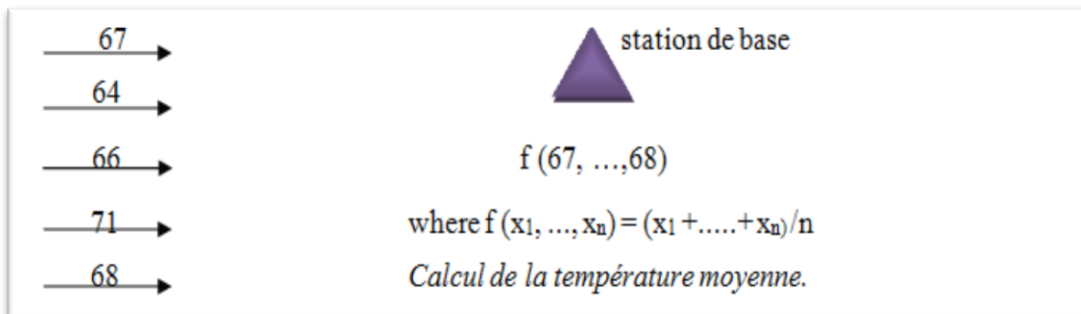 67
station de base
64
66
f (67, ...,68)
71
where f (x1, ..., xn) = (x1 +.....+xn)/n
68
Calcul de la température moyenne.